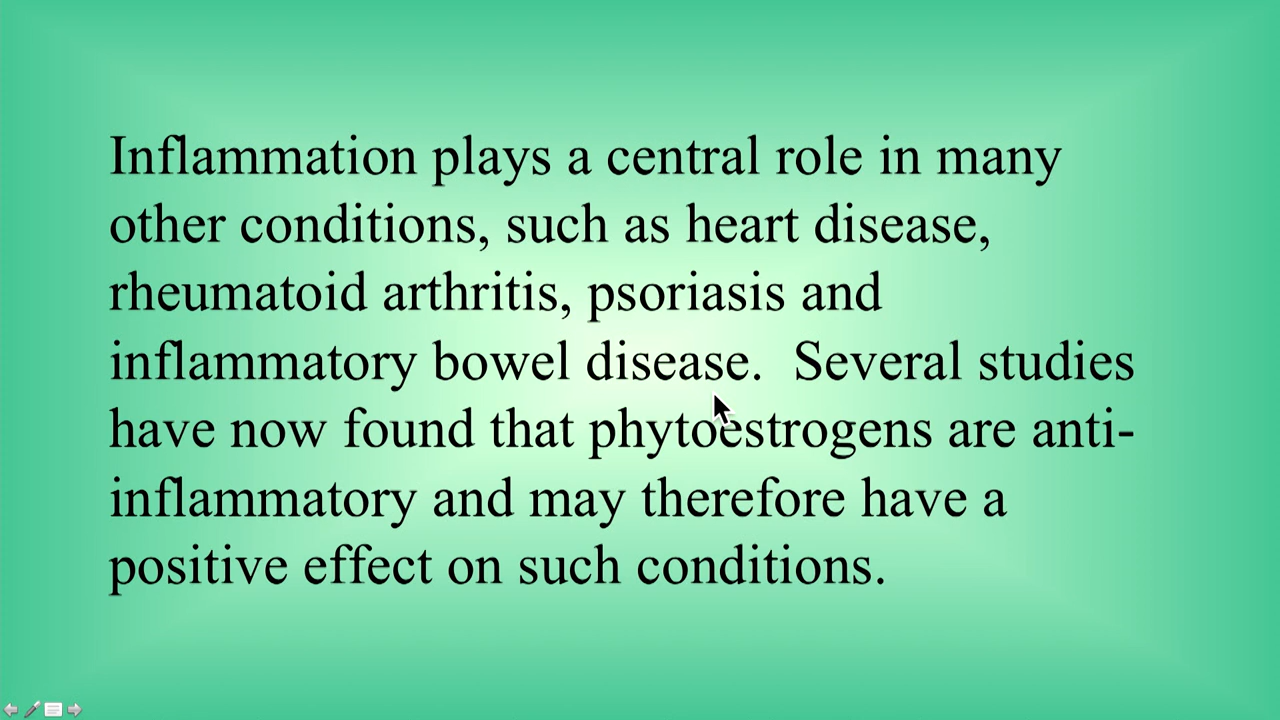 Inflammation plays a central role in many
other conditions, such as heart disease,
rheumatoid arthritis, psoriasis and
inflammatory bowel disease.  Several studies
have now found that phytoestrogens are anti-
inflammatory and may therefore have a
positive effect on such conditions.